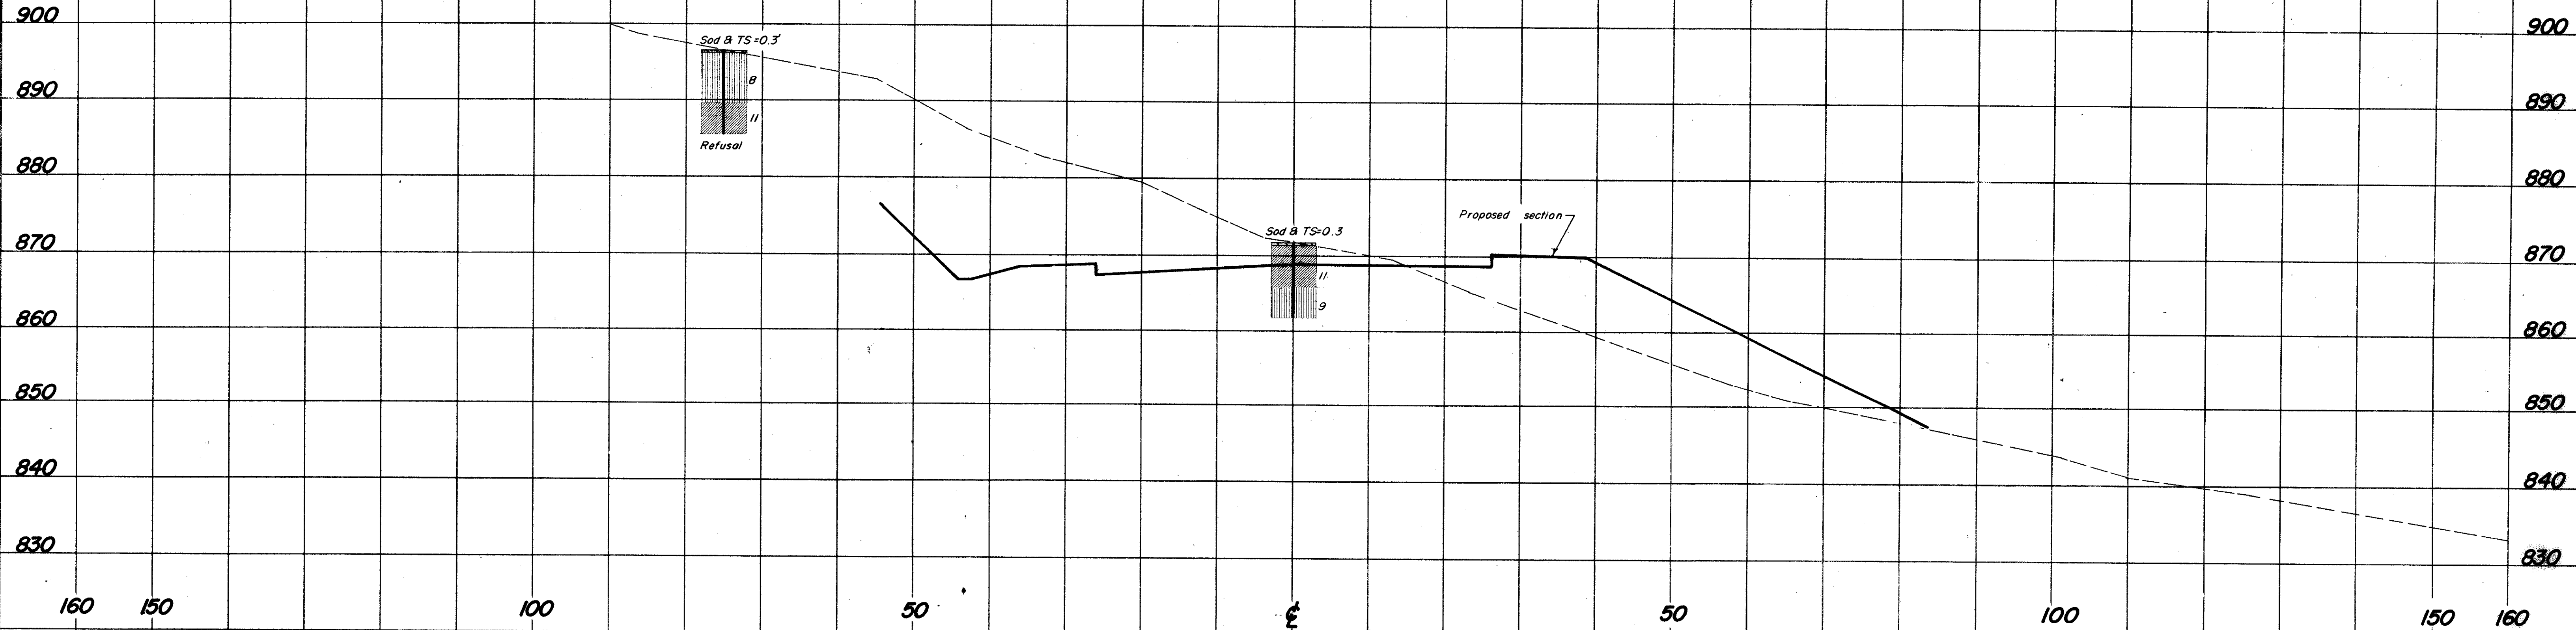 900 900
Sod & TS=0.3'
8
890 890
11
Refusal
880 880
Proposed section
Sod & TS=0.3
870 870
11
9
860 860
850 850
840 840
830 830
160 150 100 50 ℄ 50 100 150 160